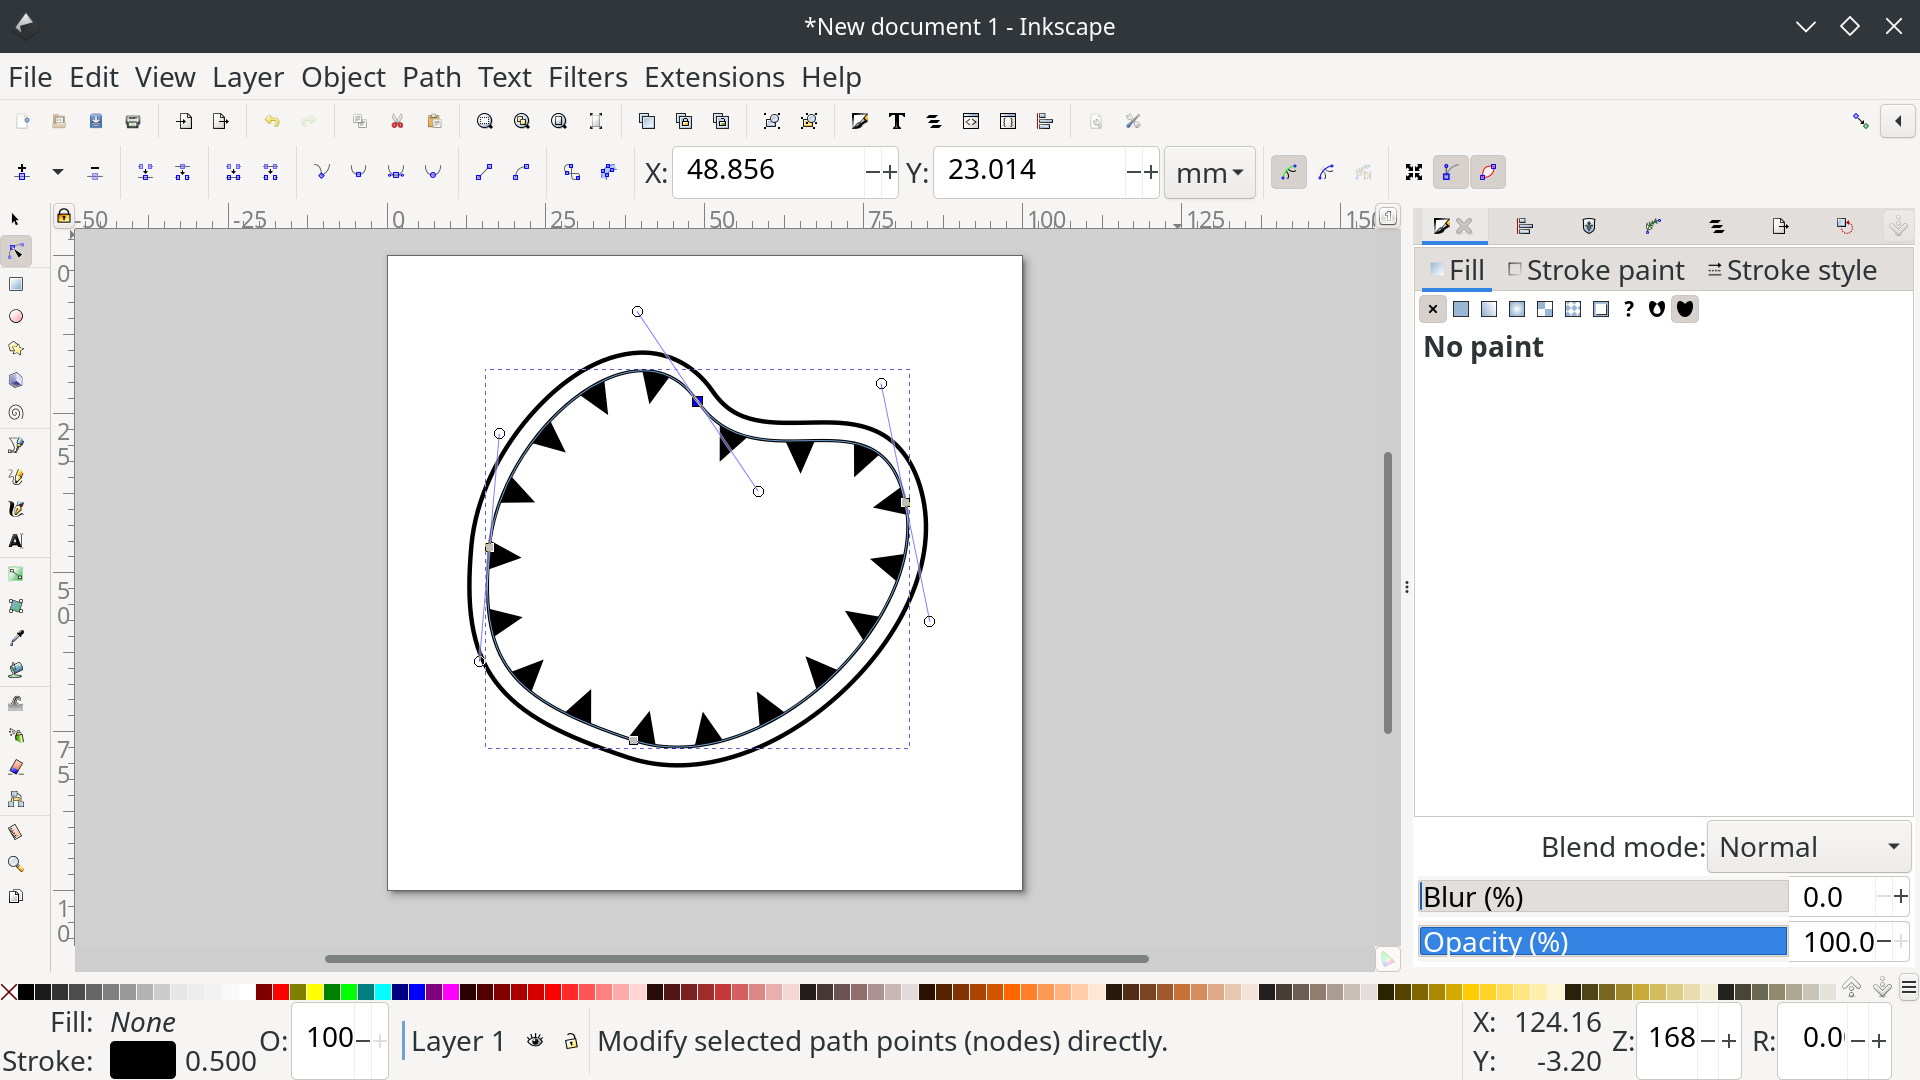 *New document 1 - Inkscape
File Edit View Layer Object Path Text Filters Extensions Help
X: 48.856 Y: 23.014 mm
-50 -25 0 25 50 75 100 125 150
0
25
50
75
10
Fill Stroke paint Stroke style
No paint
Blend mode: Normal
Blur (%) 0.0
Opacity (%) 100.0
Fill: None
Stroke: 0.500
O: 100
Layer 1
Modify selected path points (nodes) directly.
X: 124.16
Y: -3.20
Z: 168
R: 0.0